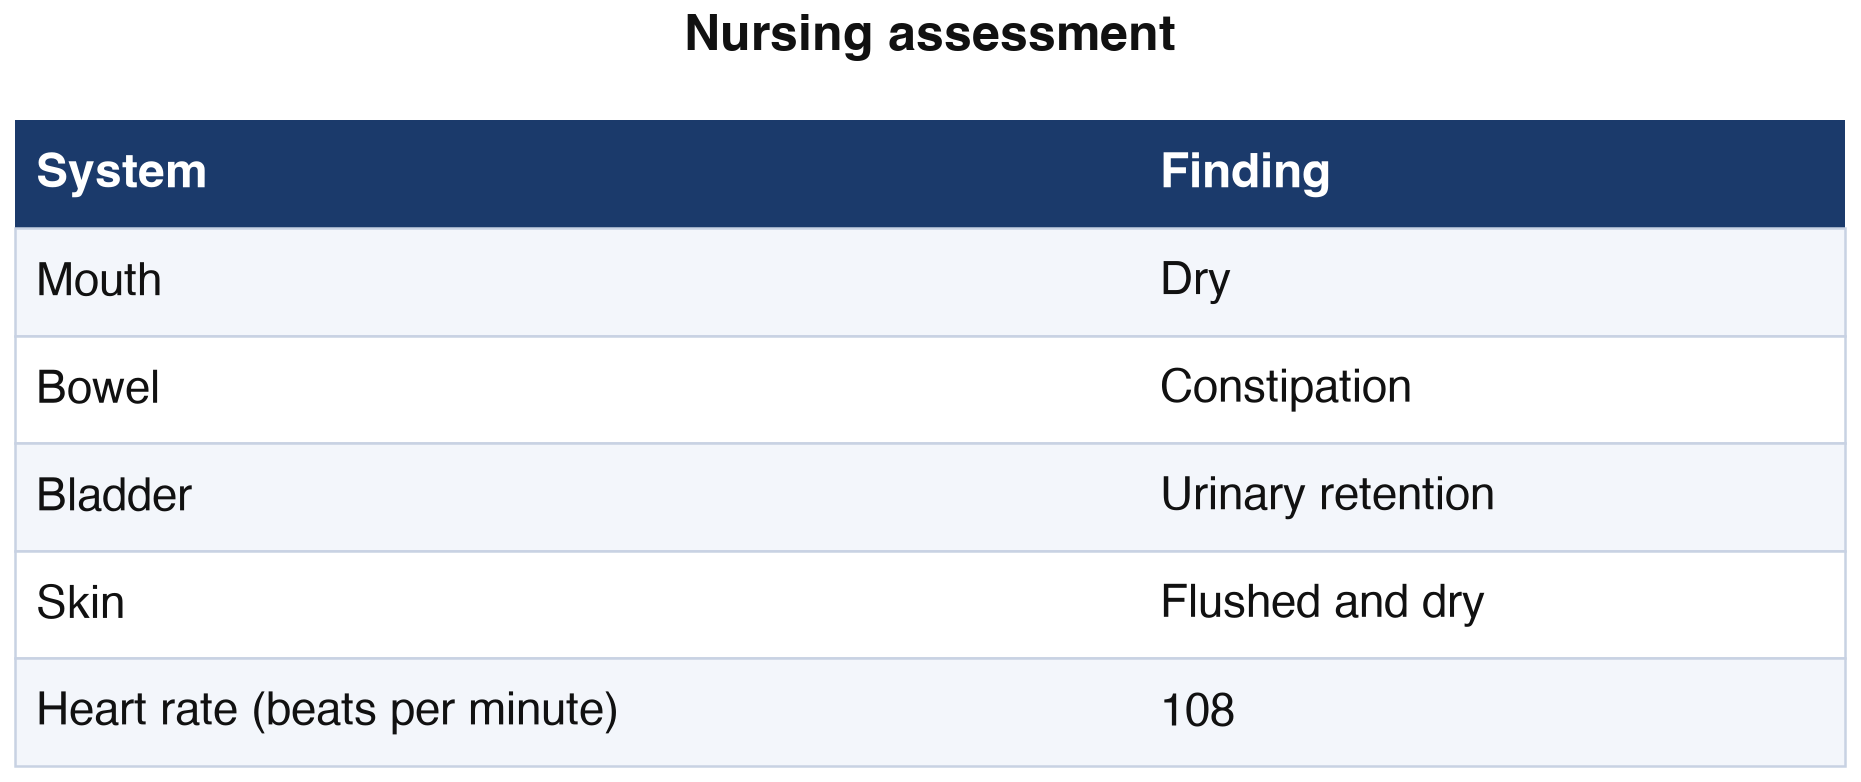 Nursing assessment
System Finding
Mouth Dry
Bowel Constipation
Bladder Urinary retention
Skin Flushed and dry
Heart rate (beats per minute) 108